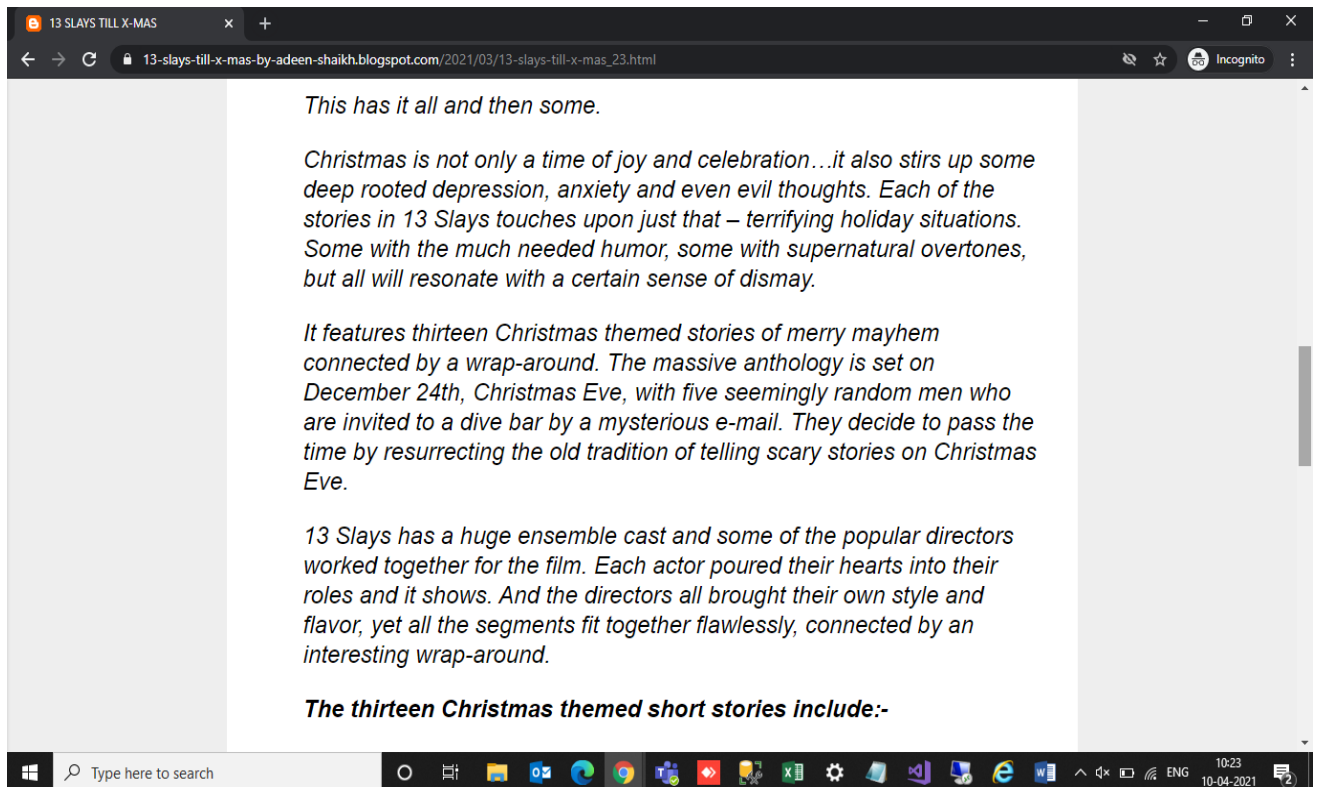 13 SLAYS TILL X-MAS
13-slays-till-x-mas-by-adeen-shaikh.blogspot.com/2021/03/13-slays-till-x-mas_23.html
Incognito
This has it all and then some.
Christmas is not only a time of joy and celebration…it also stirs up some
deep rooted depression, anxiety and even evil thoughts. Each of the
stories in 13 Slays touches upon just that – terrifying holiday situations.
Some with the much needed humor, some with supernatural overtones,
but all will resonate with a certain sense of dismay.
It features thirteen Christmas themed stories of merry mayhem
connected by a wrap-around. The massive anthology is set on
December 24th, Christmas Eve, with five seemingly random men who
are invited to a dive bar by a mysterious e-mail. They decide to pass the
time by resurrecting the old tradition of telling scary stories on Christmas
Eve.
13 Slays has a huge ensemble cast and some of the popular directors
worked together for the film. Each actor poured their hearts into their
roles and it shows. And the directors all brought their own style and
flavor, yet all the segments fit together flawlessly, connected by an
interesting wrap-around.
The thirteen Christmas themed short stories include:-
Type here to search
ENG
10:23
10-04-2021
2